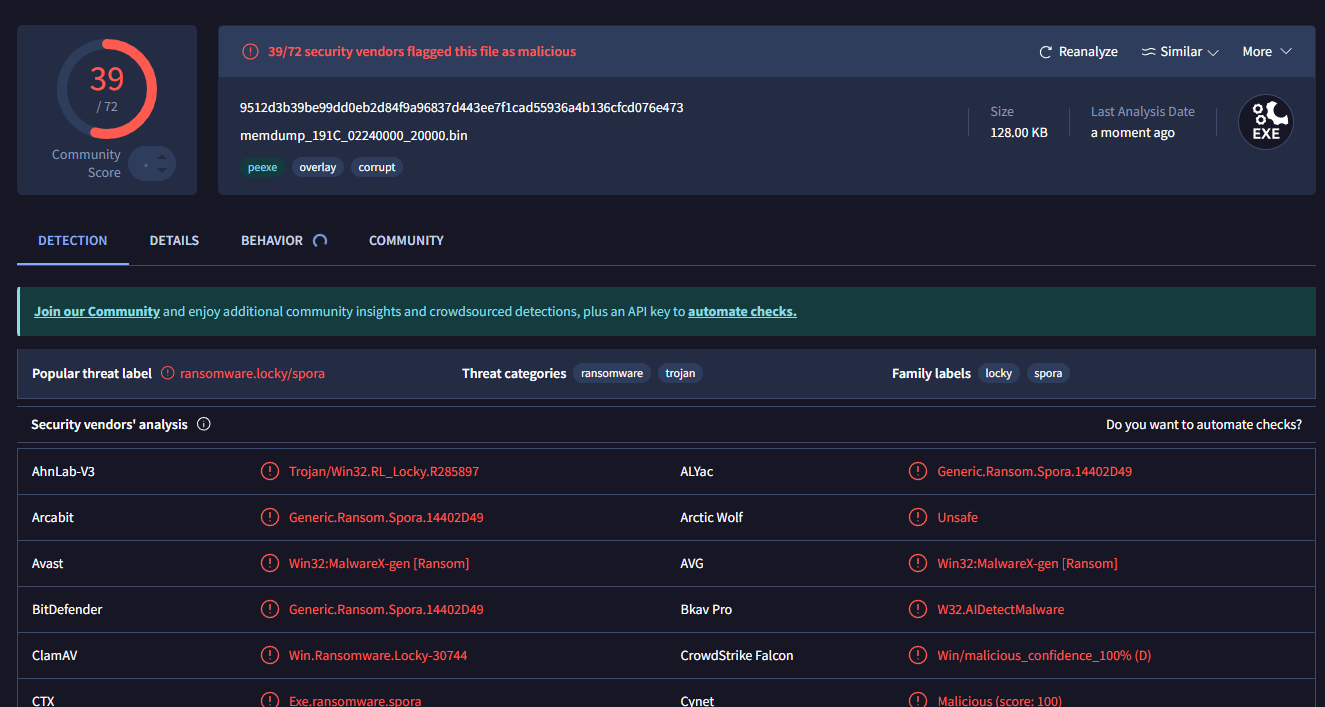 39
/ 72
Community
Score
39/72 security vendors flagged this file as malicious
Reanalyze
Similar
More
9512d3b39be99dd0eb2d84f9a96837d443ee7f1cad55936a4b136cfcd076e473
memdump_191C_02240000_20000.bin
peexe
overlay
corrupt
Size
128.00 KB
Last Analysis Date
a moment ago
EXE
DETECTION
DETAILS
BEHAVIOR
COMMUNITY
Join our Community and enjoy additional community insights and crowdsourced detections, plus an API key to automate checks.
Popular threat label ransomware.locky/spora
Threat categories ransomware trojan
Family labels locky spora
Security vendors' analysis
Do you want to automate checks?
AhnLab-V3 Trojan/Win32.RL_Locky.R285897 ALYac Generic.Ransom.Spora.14402D49
Arcabit Generic.Ransom.Spora.14402D49 Arctic Wolf Unsafe
Avast Win32:MalwareX-gen [Ransom] AVG Win32:MalwareX-gen [Ransom]
BitDefender Generic.Ransom.Spora.14402D49 Bkav Pro W32.AIDetectMalware
ClamAV Win.Ransomware.Locky-30744 CrowdStrike Falcon Win/malicious_confidence_100% (D)
CTX Exe.ransomware.spora Cynet Malicious (score: 100)